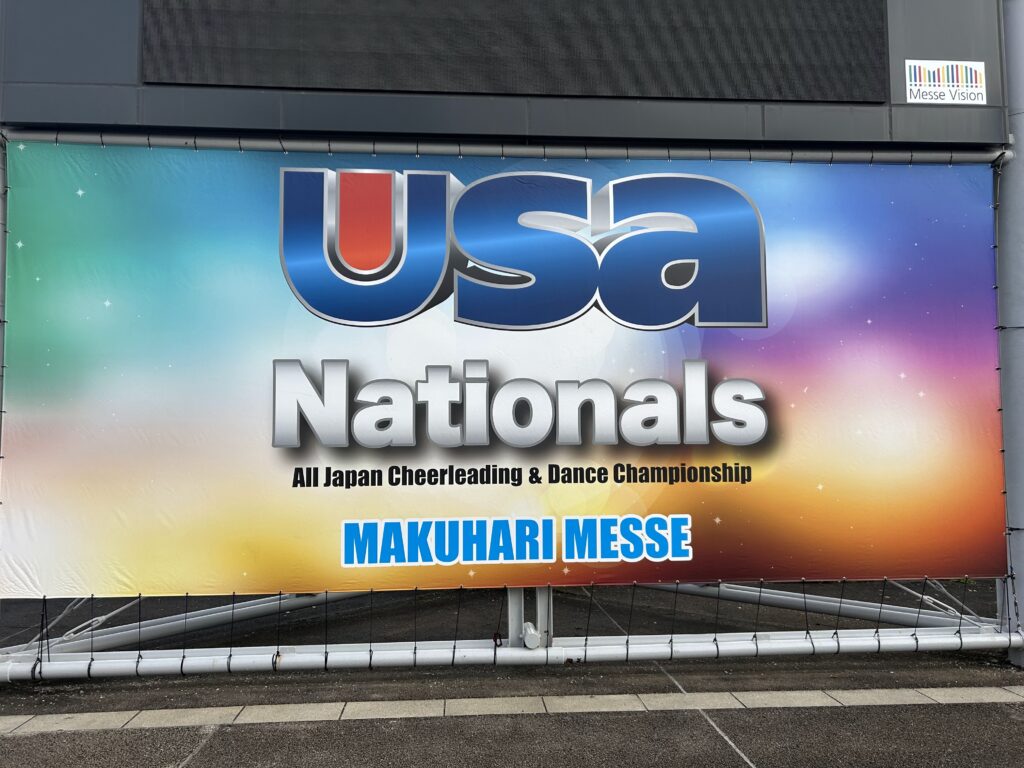 Messe Vision
USA
Nationals
All Japan Cheerleading & Dance Championship
MAKUHARI MESSE